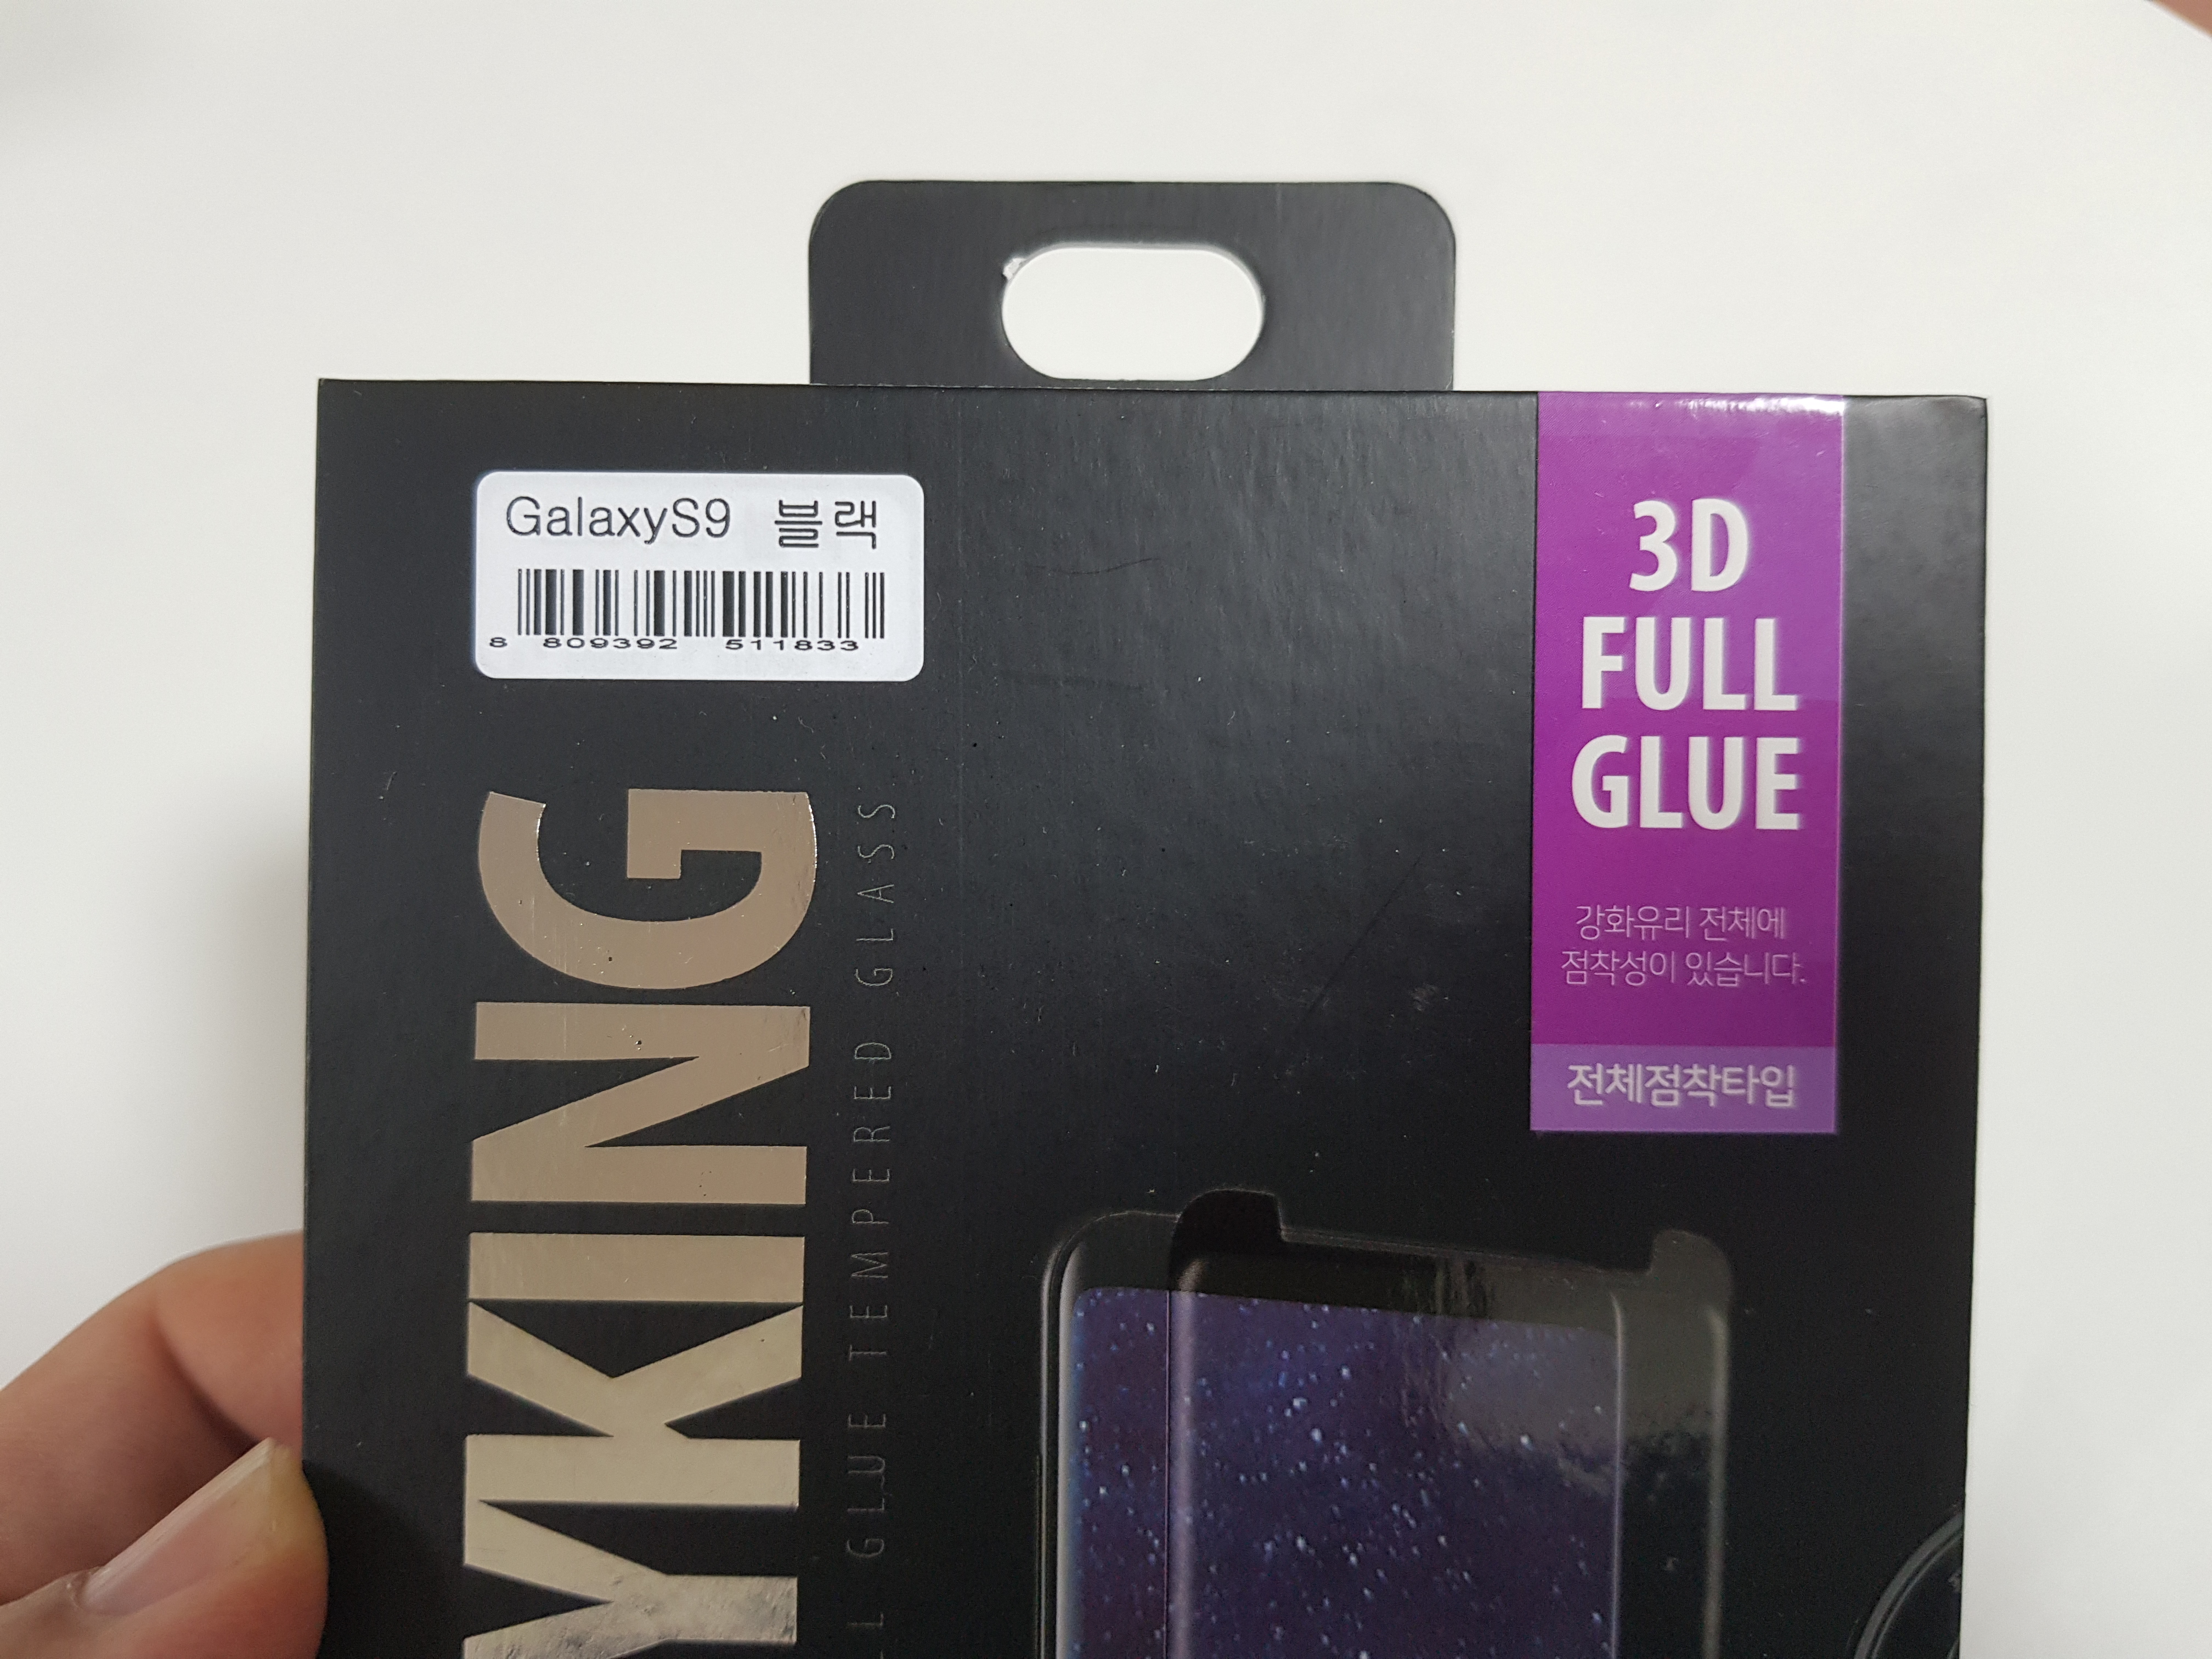 GalaxyS9 블랙
8 809392 511833
3D
FULL
GLUE
강화유리 전체에
점착성이 있습니다.
전체점착타입
YKING
GLUE TEMPERED GLASS